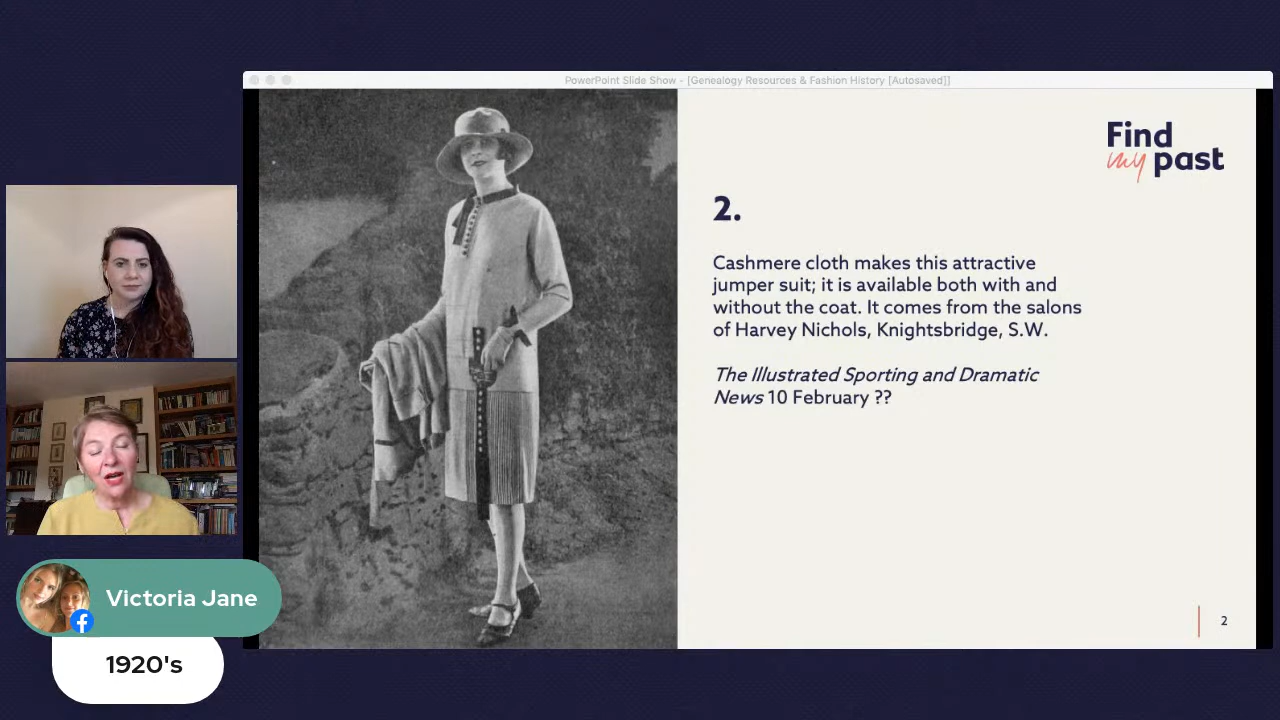 PowerPoint Slide Show - [Genealogy Resources & Fashion History [Autosaved]]
Find
my past
2.
Cashmere cloth makes this attractive
jumper suit; it is available both with and
without the coat. It comes from the salons
of Harvey Nichols, Knightsbridge, S.W.
The Illustrated Sporting and Dramatic
News 10 February ??
2
Victoria Jane
1920's